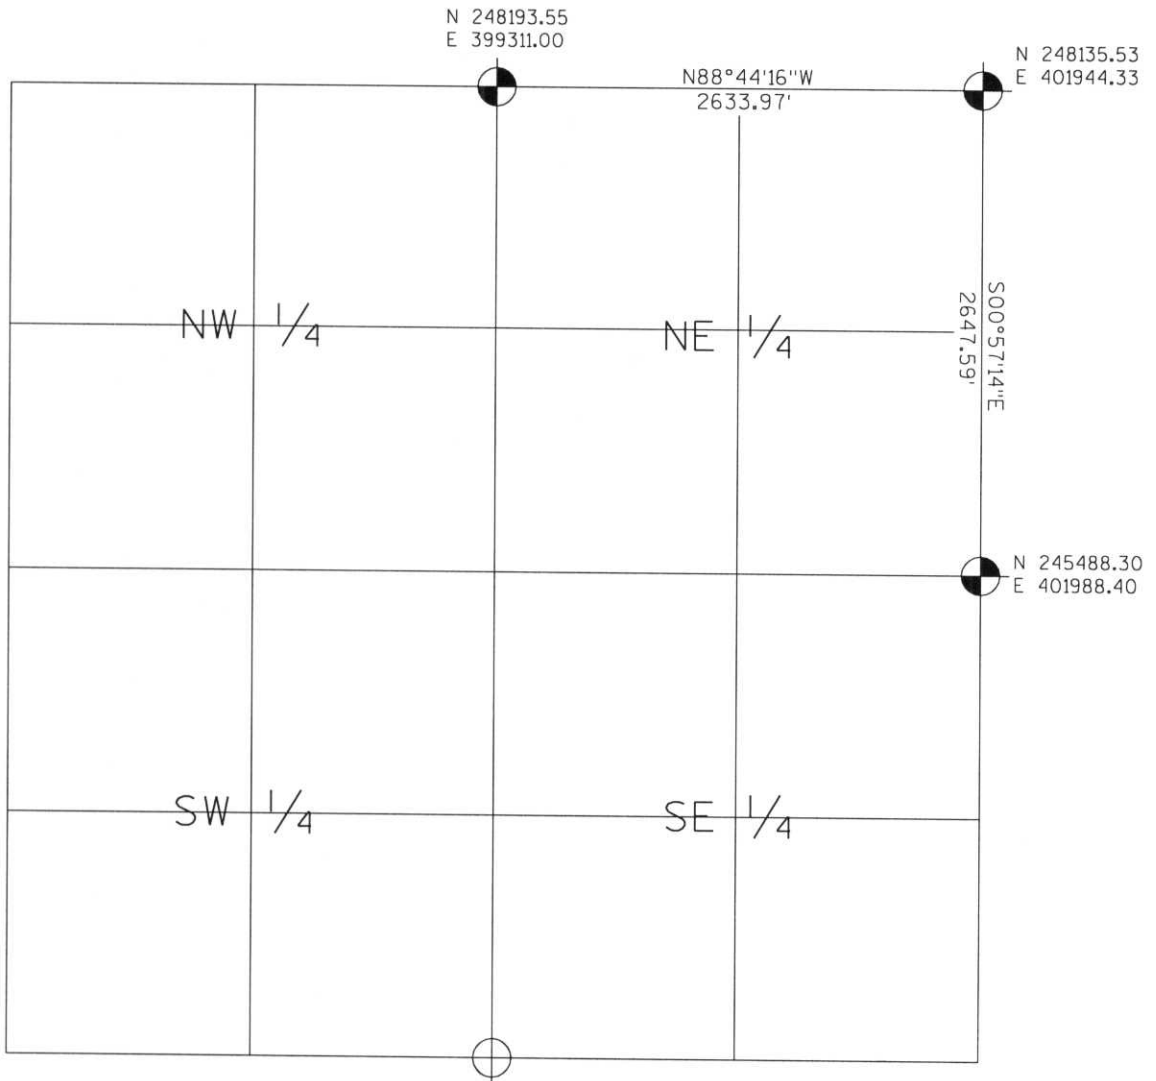 N 248193.55
E 399311.00
N 248135.53
E 401944.33
N88°44'16"W
2633.97'
NW 1/4
NE 1/4
S00°57'14"E
2647.59'
N 245488.30
E 401988.40
SW 1/4
SE 1/4